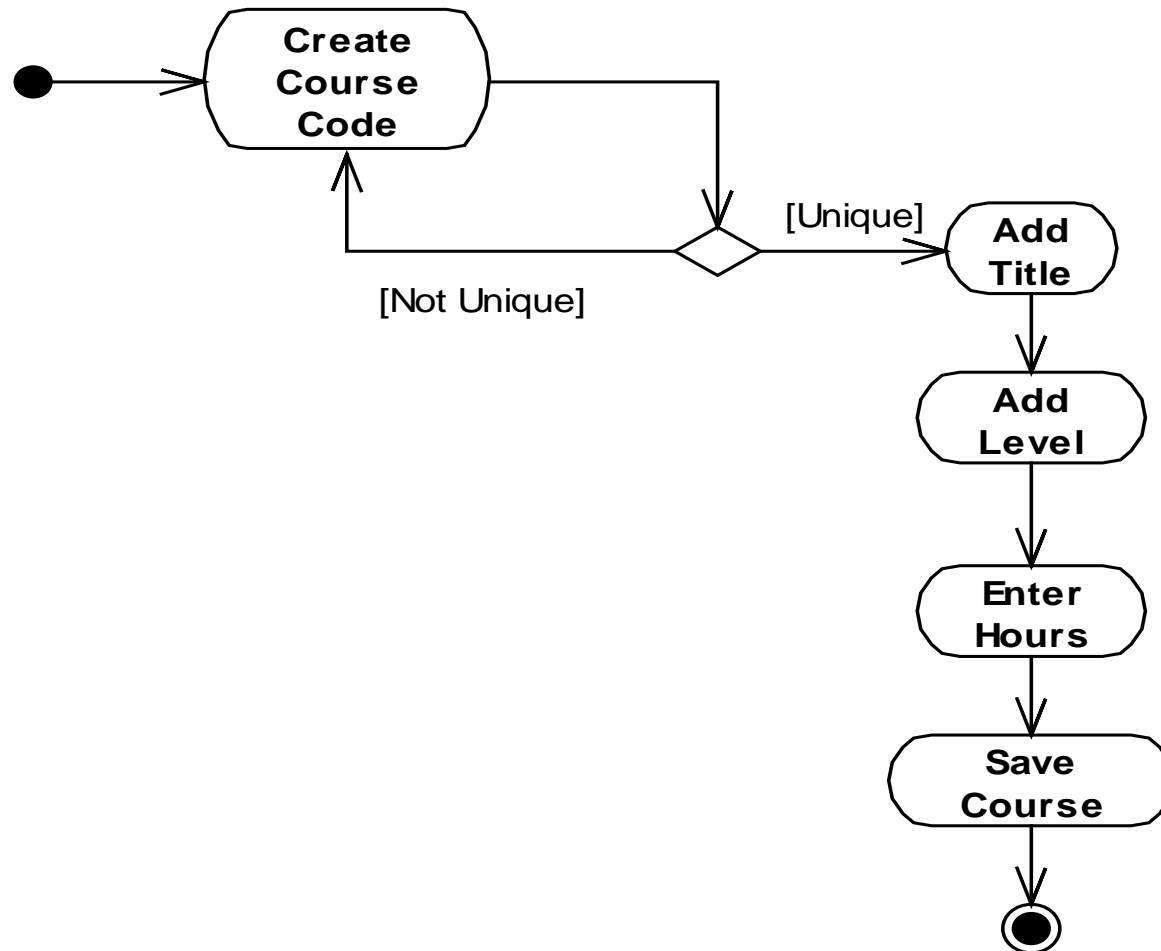 Create
Course
Code
[Unique]
[Not Unique]
Add
Title
Add
Level
Enter
Hours
Save
Course